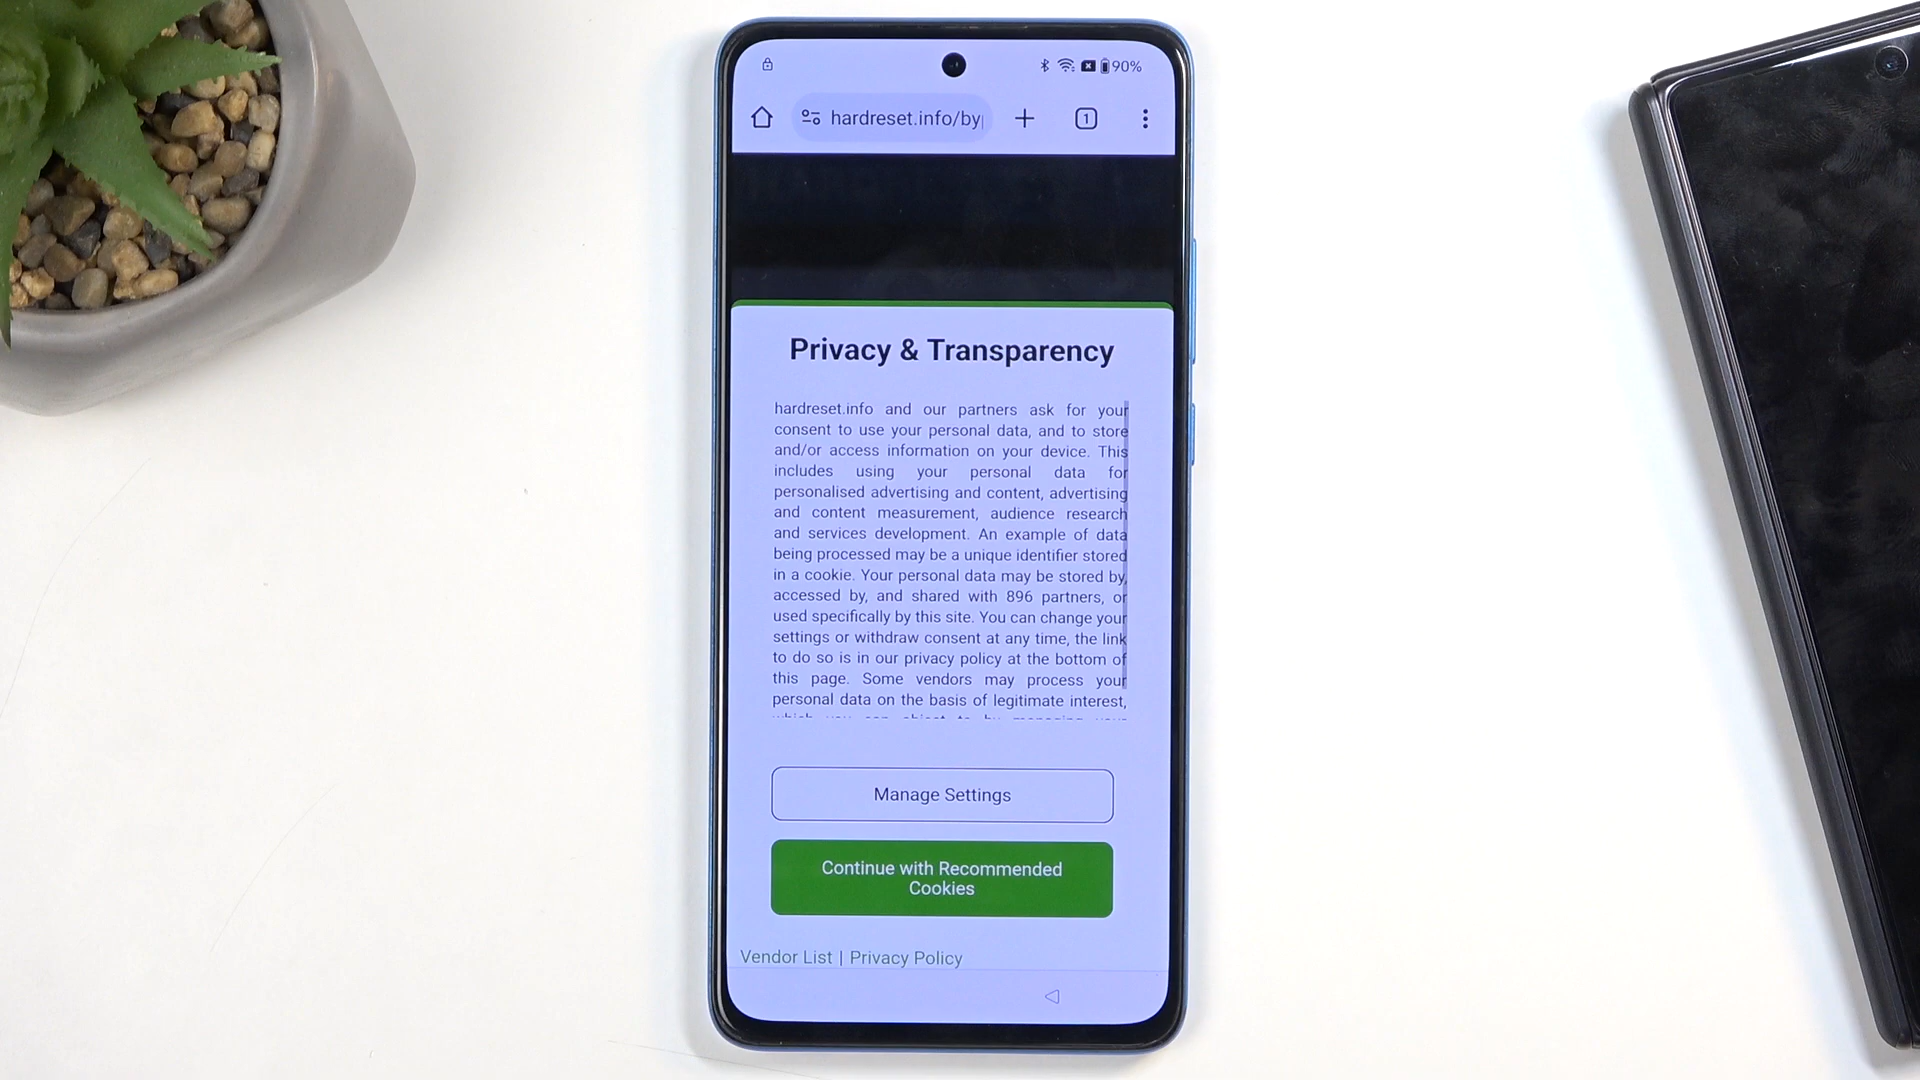 90%
hardreset.info/by
1
Privacy & Transparency
hardreset.info and our partners ask for your
consent to use your personal data, and to store
and/or access information on your device. This
includes using your personal data for
personalised advertising and content, advertising
and content measurement, audience research
and services development. An example of data
being processed may be a unique identifier stored
in a cookie. Your personal data may be stored by,
accessed by, and shared with 896 partners, or
used specifically by this site. You can change your
settings or withdraw consent at any time, the link
to do so is in our privacy policy at the bottom of
this page. Some vendors may process your
personal data on the basis of legitimate interest,
Manage Settings
Continue with Recommended
Cookies
Vendor List | Privacy Policy